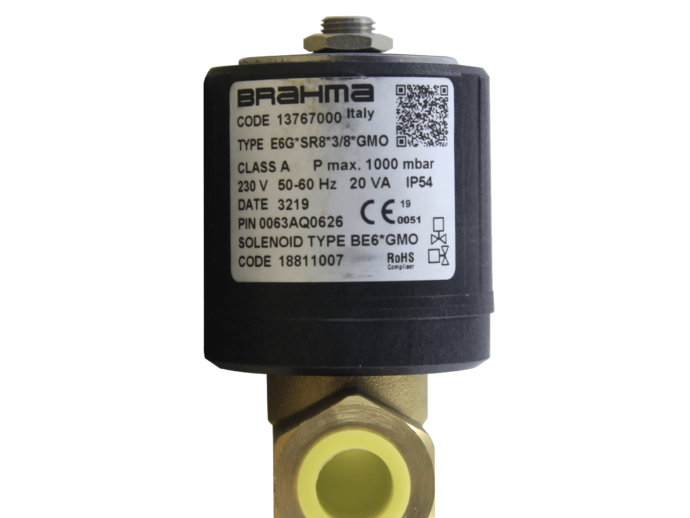 BRAHMA
CODE 13767000 Italy
TYPE E6G*SR8*3/8*GMO
CLASS A P max. 1000 mbar
230 V 50-60 Hz 20 VA IP54
DATE 3219 CE 19
PIN 0063AQ0626 0051
SOLENOID TYPE BE6*GMO
CODE 18811007 RoHS
Compliant